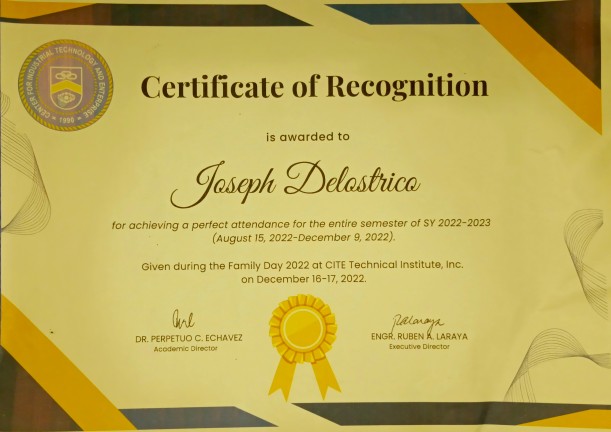 CENTER FOR INDUSTRIAL TECHNOLOGY AND ENTERPRISE
★ 1990 ★
Certificate of Recognition
is awarded to
Joseph Delostrico
for achieving a perfect attendance for the entire semester of SY 2022-2023
(August 15, 2022-December 9, 2022).
Given during the Family Day 2022 at CITE Technical Institute, Inc.
on December 16-17, 2022.
DR. PERPETUO C. ECHAVEZ
Academic Director
ENGR. RUBEN A. LARAYA
Executive Director